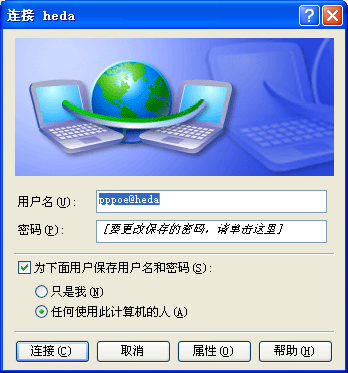 连接 heda
用户名(U):
pppoe@heda
密码(P):
[要更改保存的密码，请单击这里]
为下面用户保存用户名和密码(S):
只是我(N)
任何使用此计算机的人(A)
连接(C) 取消 属性(O) 帮助(H)